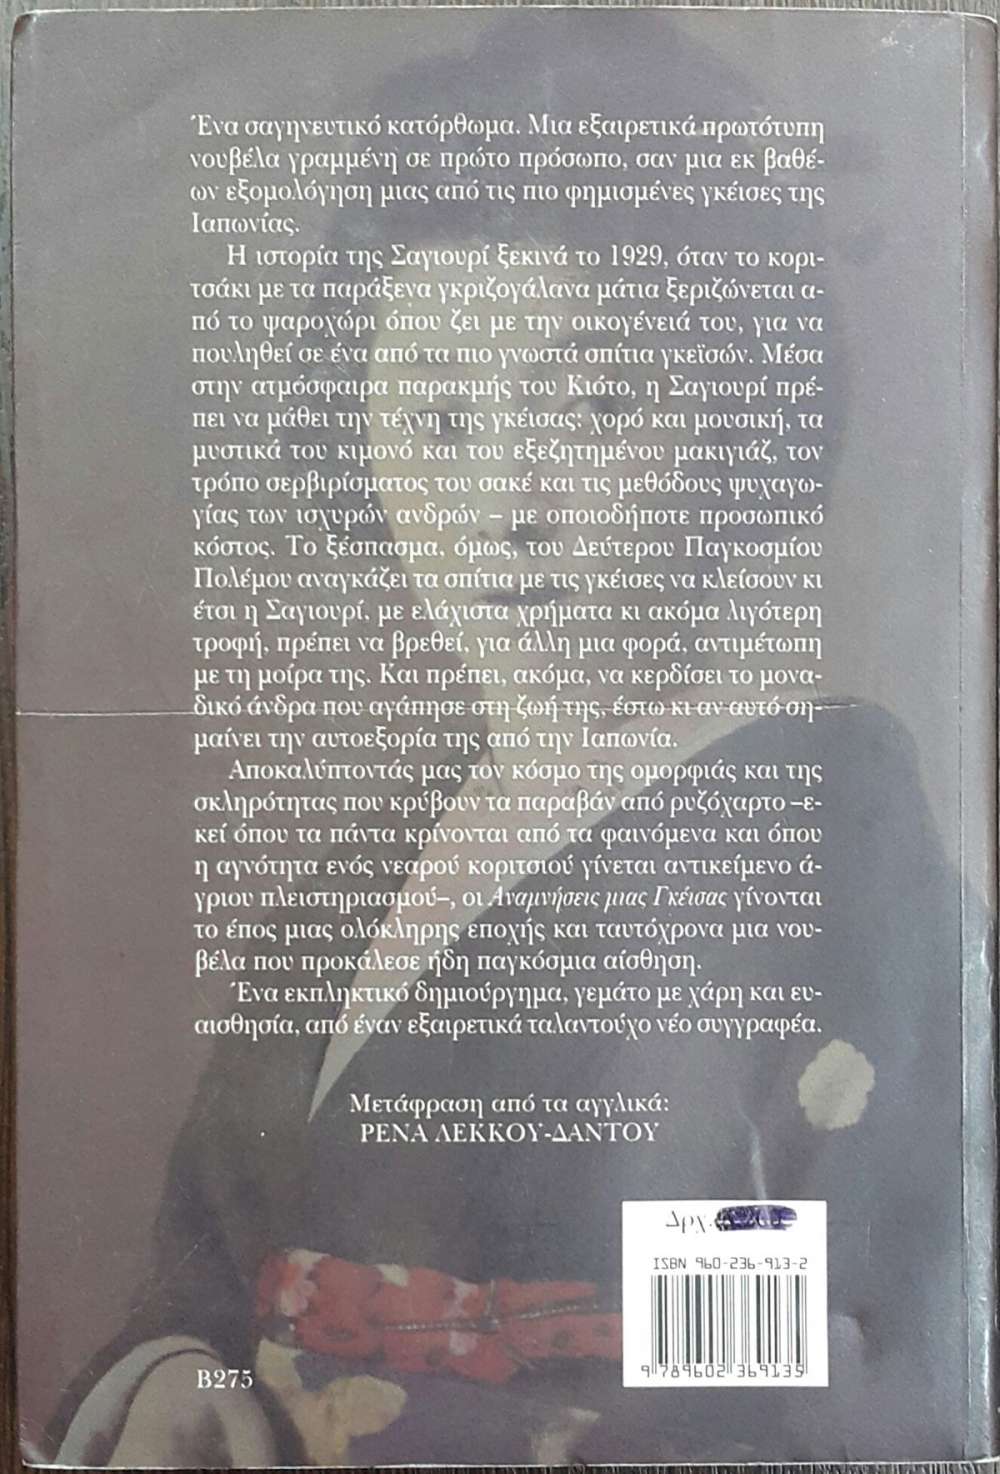 Ένα σαγηνευτικό κατόρθωμα. Μια εξαιρετικά πρωτότυπη
νουβέλα γραμμένη σε πρώτο πρόσωπο, σαν μια εκ βαθέ-
ων εξομολόγηση μιας από τις πιο φημισμένες γκέισες της
Ιαπωνίας.
Η ιστορία της Σαγιουρί ξεκινά το 1929, όταν το κορι-
τσάκι με τα παράξενα γκριζογάλανα μάτια ξεριζώνεται α-
πό το ψαροχώρι όπου ζει με την οικογένειά του, για να
πουληθεί σε ένα από τα πιο γνωστά σπίτια γκεϊσών. Μέσα
στην ατμόσφαιρα παρακμής του Κιότο, η Σαγιουρί πρέ-
πει να μάθει την τέχνη της γκέισας: χορό και μουσική, τα
μυστικά του κιμονό και του εξεζητημένου μακιγιάζ, τον
τρόπο σερβιρίσματος του σακέ και τις μεθόδους ψυχαγω-
γίας των ισχυρών ανδρών – με οποιοδήποτε προσωπικό
κόστος. Το ξέσπασμα, όμως, του Δεύτερου Παγκοσμίου
Πολέμου αναγκάζει τα σπίτια με τις γκέισες να κλείσουν κι
έτσι η Σαγιουρί, με ελάχιστα χρήματα κι ακόμα λιγότερη
τροφή, πρέπει να βρεθεί, για άλλη μια φορά, αντιμέτωπη
με τη μοίρα της. Και πρέπει, ακόμα, να κερδίσει το μονα-
δικό άνδρα που αγάπησε στη ζωή της, έστω κι αν αυτό ση-
μαίνει την αυτοεξορία της από την Ιαπωνία.
Αποκαλύπτοντάς μας τον κόσμο της ομορφιάς και της
σκληρότητας που κρύβουν τα παραβάν από ρυζόχαρτο –ε-
κεί όπου τα πάντα κρίνονται από τα φαινόμενα και όπου
η αγνότητα ενός νεαρού κοριτσιού γίνεται αντικείμενο ά-
γριου πλειστηριασμού–, οι Αναμνήσεις μιας Γκέισας γίνονται
το έπος μιας ολόκληρης εποχής και ταυτόχρονα μια νου-
βέλα που προκάλεσε ήδη παγκόσμια αίσθηση.
Ένα εκπληκτικό δημιούργημα, γεμάτο με χάρη και ευ-
αισθησία, από έναν εξαιρετικά ταλαντούχο νέο συγγραφέα.
Μετάφραση από τα αγγλικά:
ΡΕΝΑ ΛΕΚΚΟΥ-ΔΑΝΤΟΥ
Δρχ.
ISBN 960-236-913-2
9 789602 369135
Β275